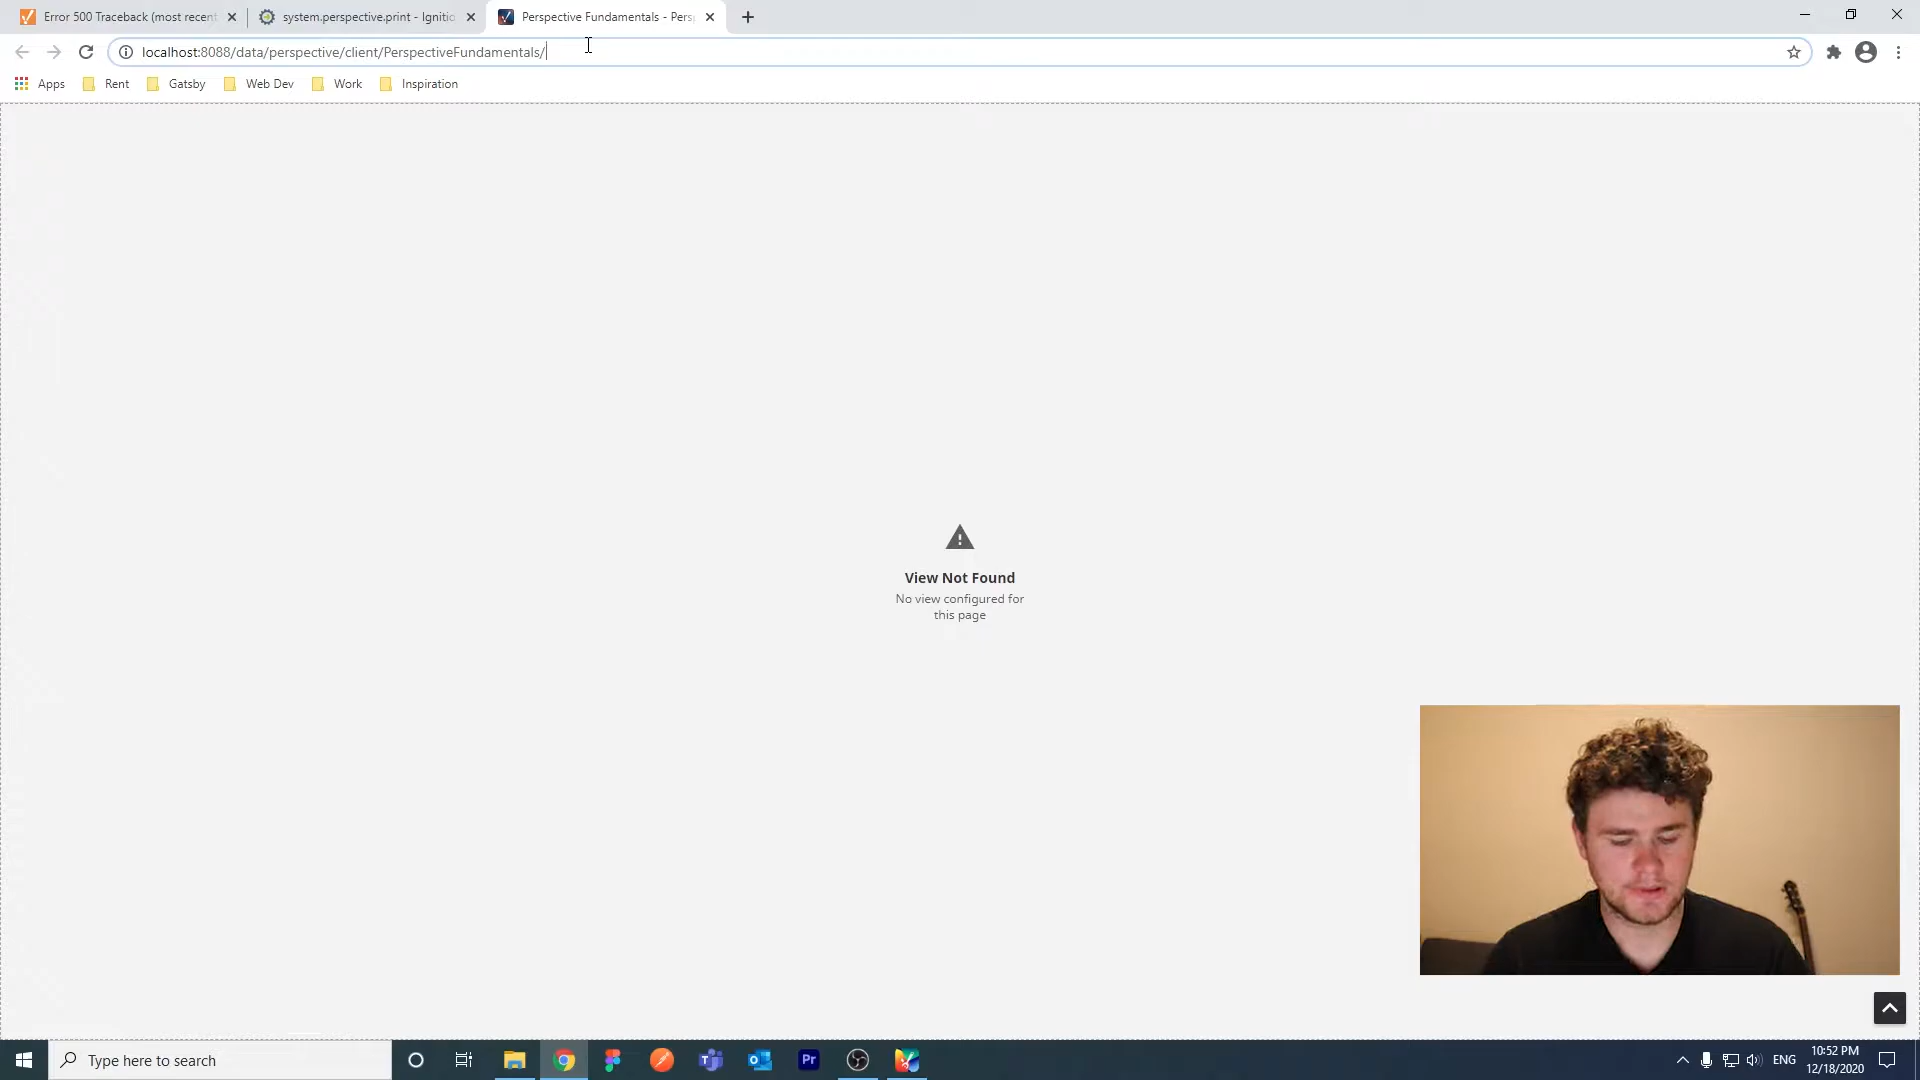 Error 500 Traceback (most recent
system.perspective.print - Ignitio
Perspective Fundamentals - Pers
localhost:8088/data/perspective/client/PerspectiveFundamentals/
Apps
Rent
Gatsby
Web Dev
Work
Inspiration
View Not Found
No view configured for
this page
Type here to search
Pr
ENG
10:52 PM
12/18/2020